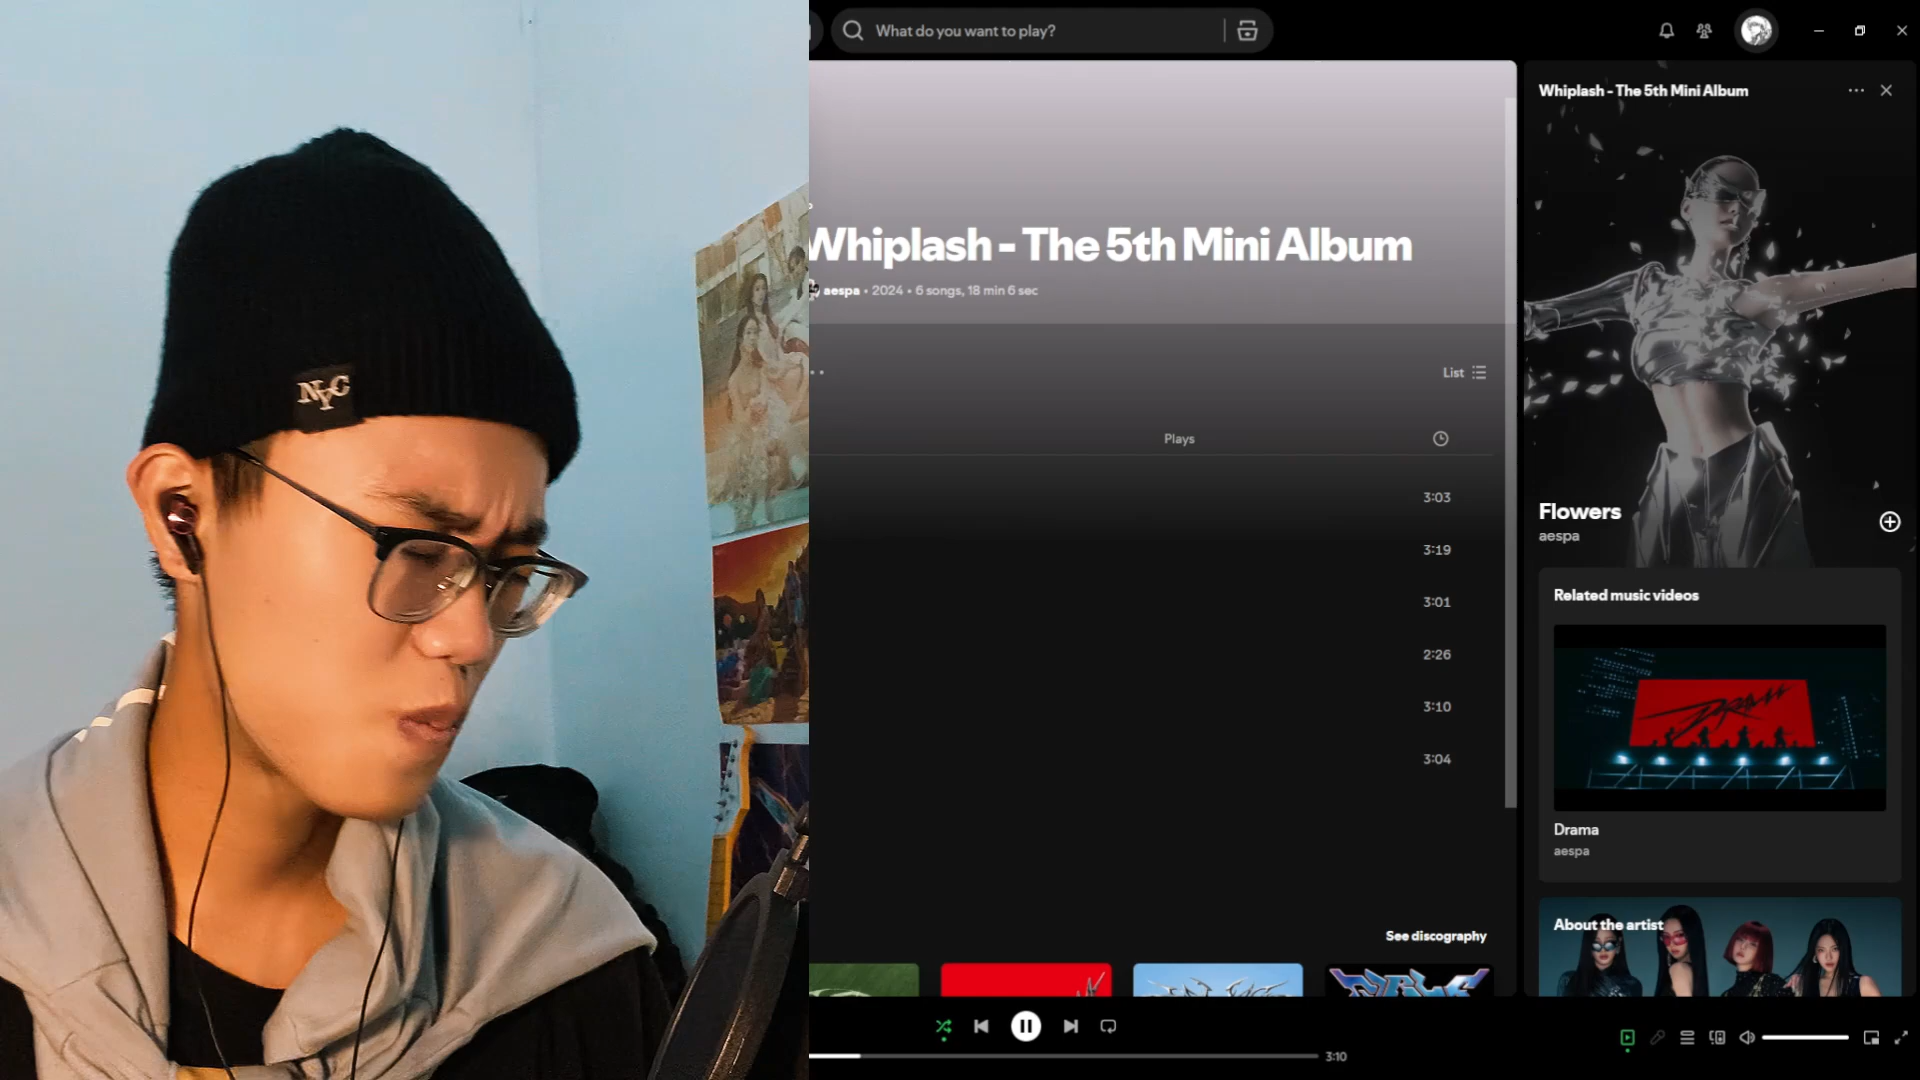 What do you want to play?
Whiplash - The 5th Mini Album
aespa • 2024 • 6 songs, 18 min 6 sec
List
Plays
3:03
3:19
3:01
2:26
3:10
3:04
See discography
3:10
Whiplash - The 5th Mini Album
Flowers
aespa
Related music videos
DRAMA
Drama
aespa
About the artist
NYC